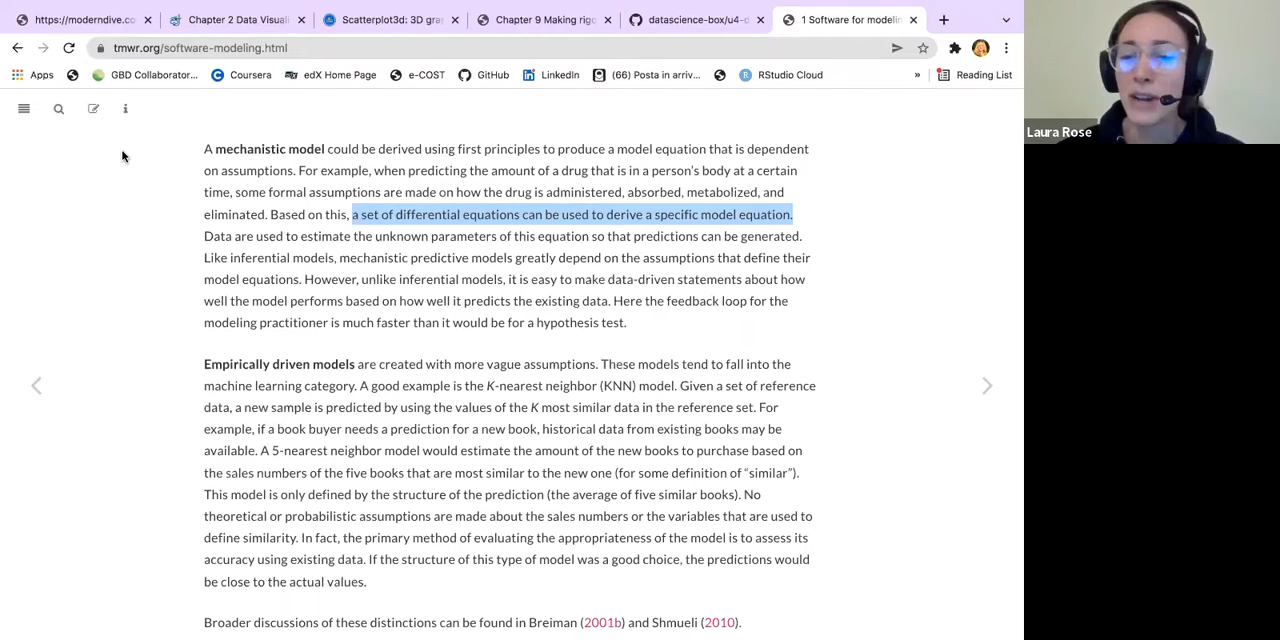 https://moderndive.co
Chapter 2 Data Visuali
Scatterplot3d: 3D gra
Chapter 9 Making rigo
datascience-box/u4-d
1 Software for modelin
tmwr.org/software-modeling.html
Apps
GBD Collaborator...
Coursera
edX Home Page
e-COST
GitHub
LinkedIn
(66) Posta in arriv...
RStudio Cloud
»
Reading List
Laura Rose
A mechanistic model could be derived using first principles to produce a model equation that is dependent
on assumptions. For example, when predicting the amount of a drug that is in a person's body at a certain
time, some formal assumptions are made on how the drug is administered, absorbed, metabolized, and
eliminated. Based on this, a set of differential equations can be used to derive a specific model equation.
Data are used to estimate the unknown parameters of this equation so that predictions can be generated.
Like inferential models, mechanistic predictive models greatly depend on the assumptions that define their
model equations. However, unlike inferential models, it is easy to make data-driven statements about how
well the model performs based on how well it predicts the existing data. Here the feedback loop for the
modeling practitioner is much faster than it would be for a hypothesis test.
Empirically driven models are created with more vague assumptions. These models tend to fall into the
machine learning category. A good example is the K-nearest neighbor (KNN) model. Given a set of reference
data, a new sample is predicted by using the values of the K most similar data in the reference set. For
example, if a book buyer needs a prediction for a new book, historical data from existing books may be
available. A 5-nearest neighbor model would estimate the amount of the new books to purchase based on
the sales numbers of the five books that are most similar to the new one (for some definition of “similar”).
This model is only defined by the structure of the prediction (the average of five similar books). No
theoretical or probabilistic assumptions are made about the sales numbers or the variables that are used to
define similarity. In fact, the primary method of evaluating the appropriateness of the model is to assess its
accuracy using existing data. If the structure of this type of model was a good choice, the predictions would
be close to the actual values.
Broader discussions of these distinctions can be found in Breiman (2001b) and Shmueli (2010).